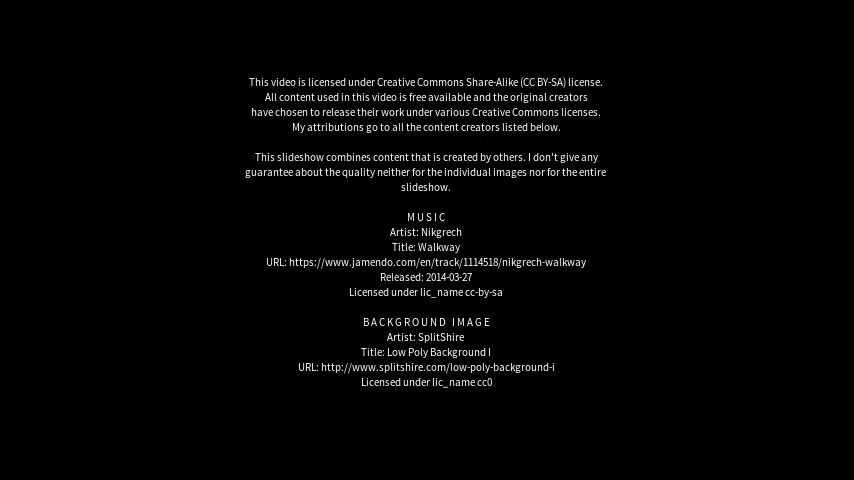 This video is licensed under Creative Commons Share-Alike (CC BY-SA) license.
All content used in this video is free available and the original creators
have chosen to release their work under various Creative Commons licenses.
My attributions go to all the content creators listed below.
This slideshow combines content that is created by others. I don't give any
guarantee about the quality neither for the individual images nor for the entire
slideshow.
MUSIC
Artist: Nikgrech
Title: Walkway
URL: https://www.jamendo.com/en/track/1114518/nikgrech-walkway
Released: 2014-03-27
Licensed under lic_name cc-by-sa
BACKGROUND IMAGE
Artist: SplitShire
Title: Low Poly Background I
URL: http://www.splitshire.com/low-poly-background-i
Licensed under lic_name cc0